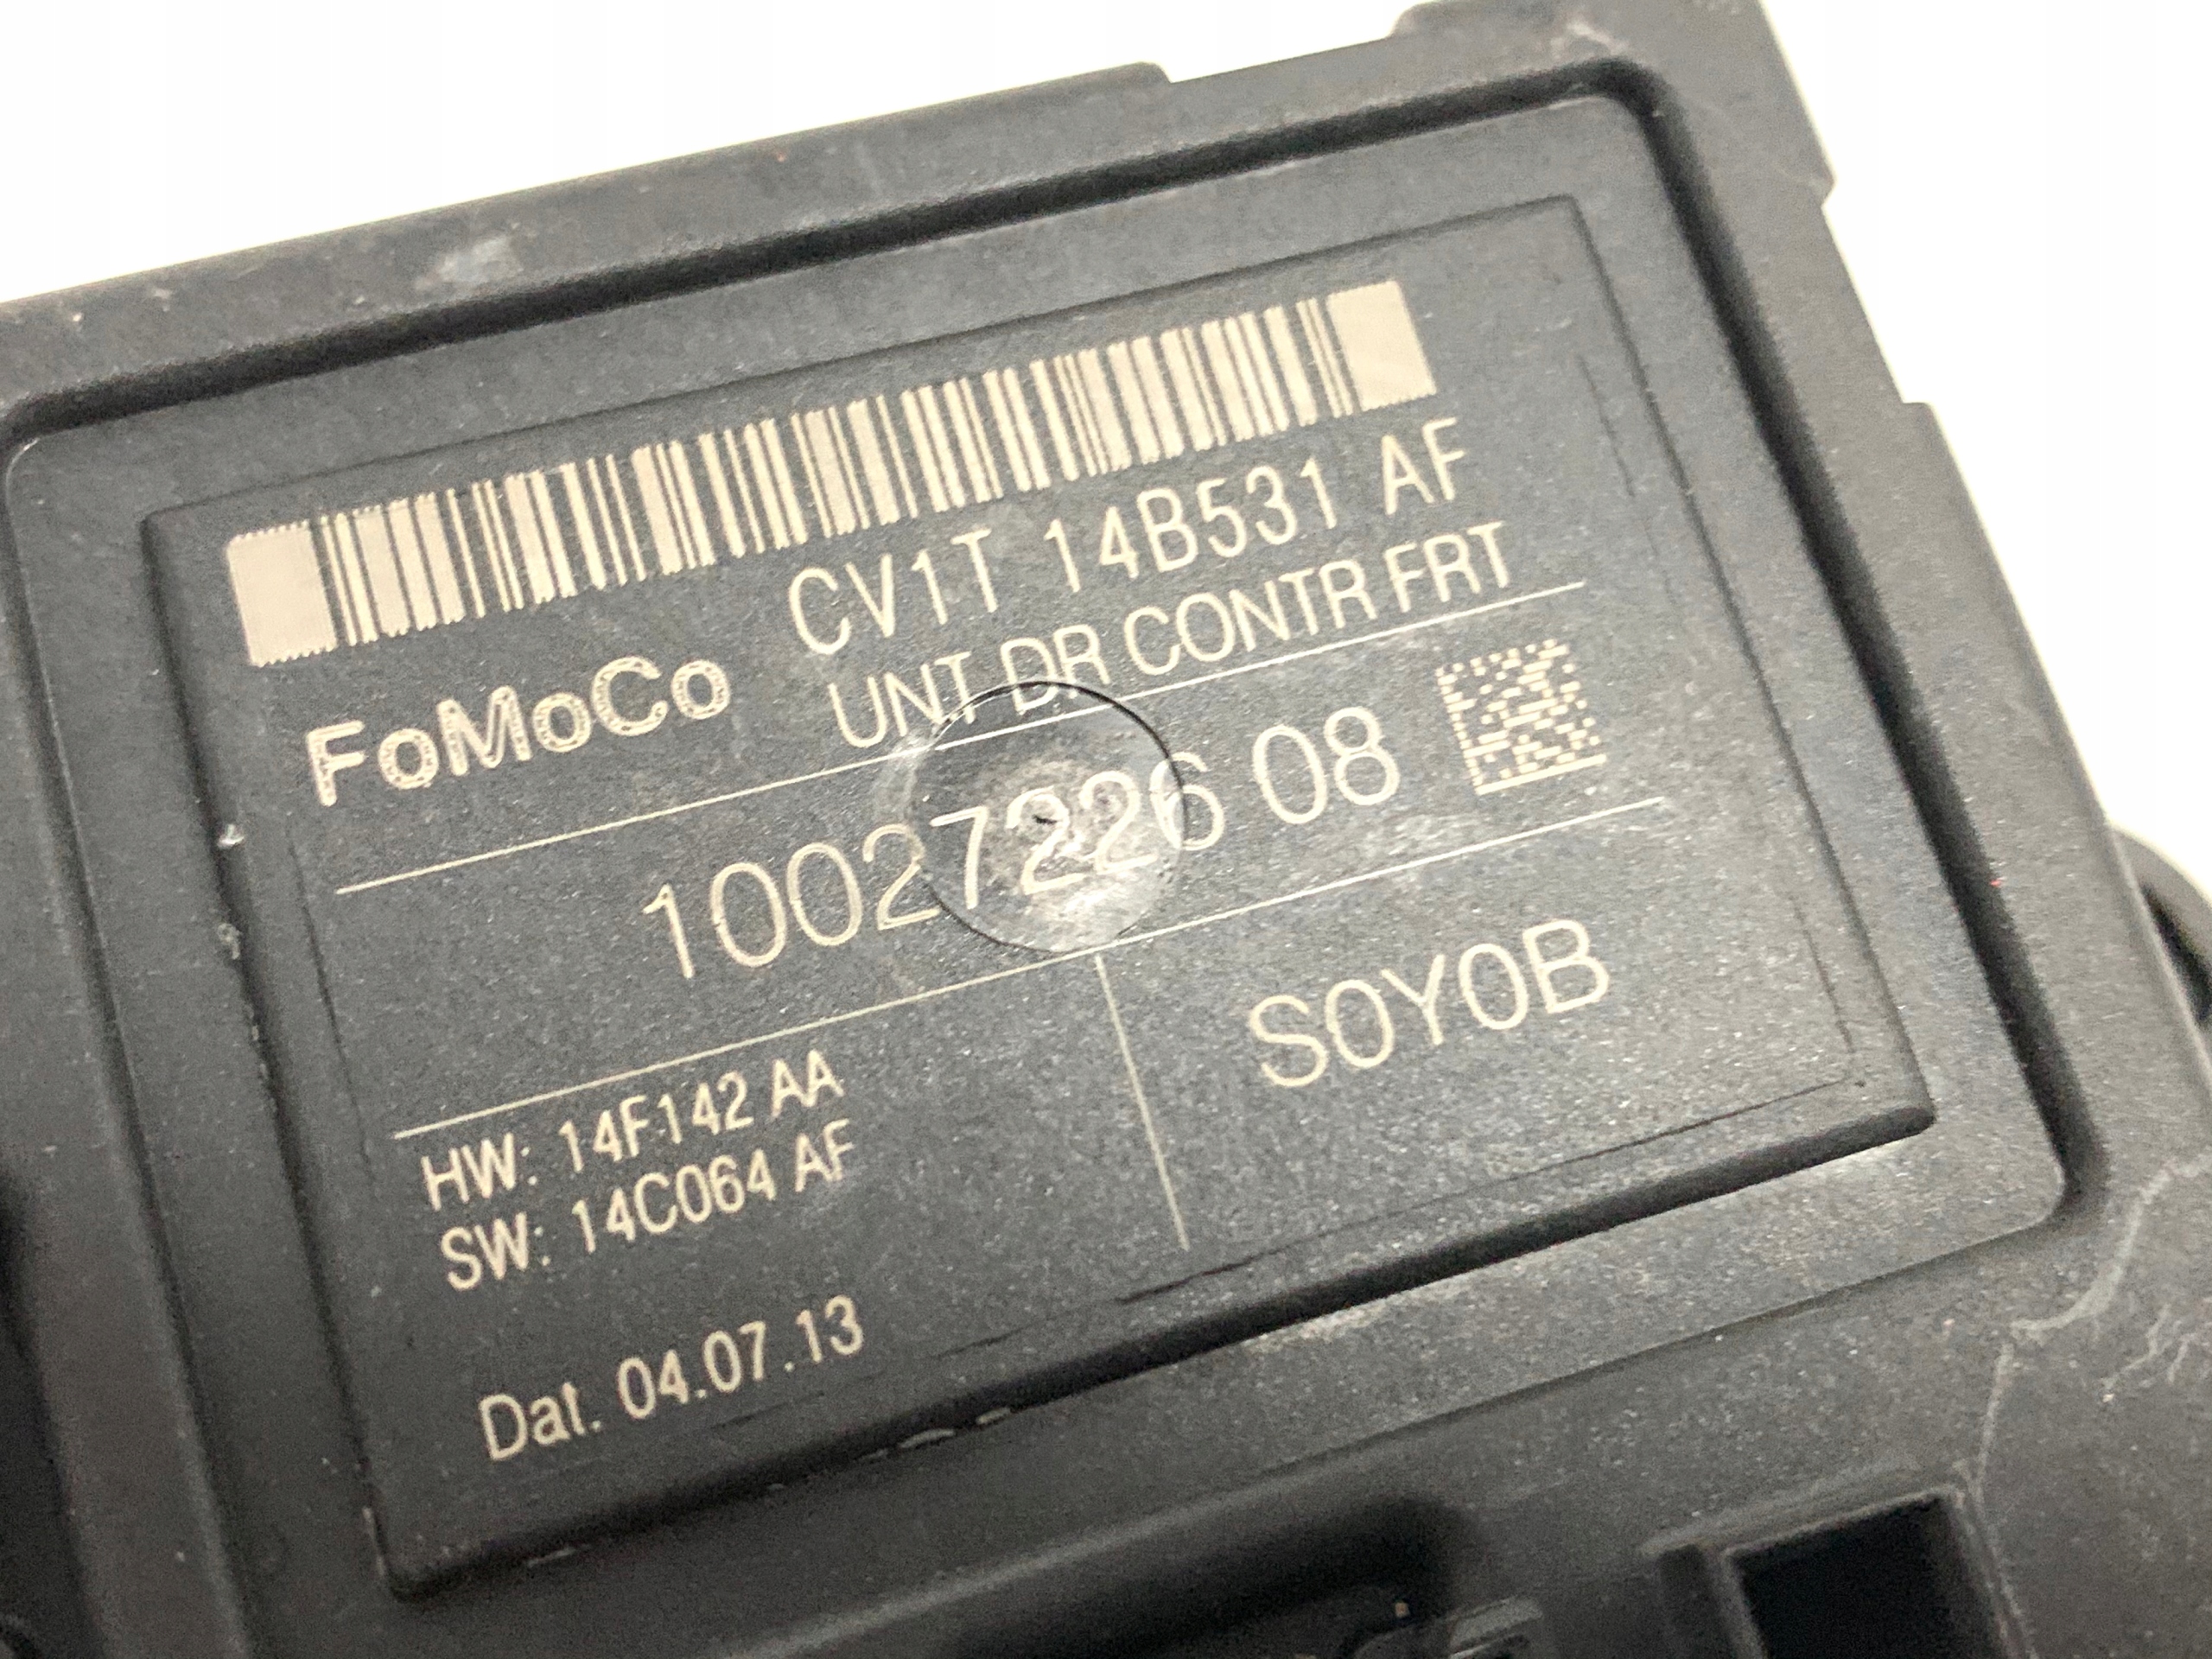 CV1T 14B531 AF
FoMoCo UNT DR CONTR FRT
10027226 08
HW: 14F142 AA
SW: 14C064 AF
S0Y0B
Dat. 04.07.13